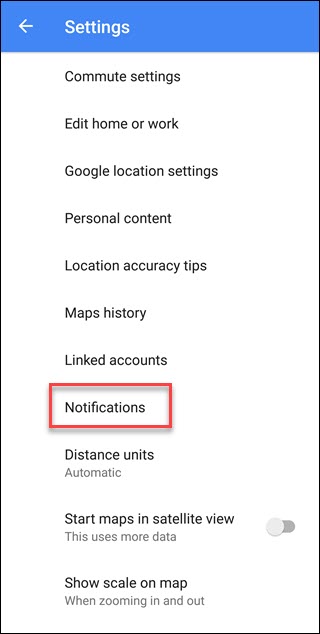 Settings
Commute settings
Edit home or work
Google location settings
Personal content
Location accuracy tips
Maps history
Linked accounts
Notifications
Distance units
Automatic
Start maps in satellite view
This uses more data
Show scale on map
When zooming in and out